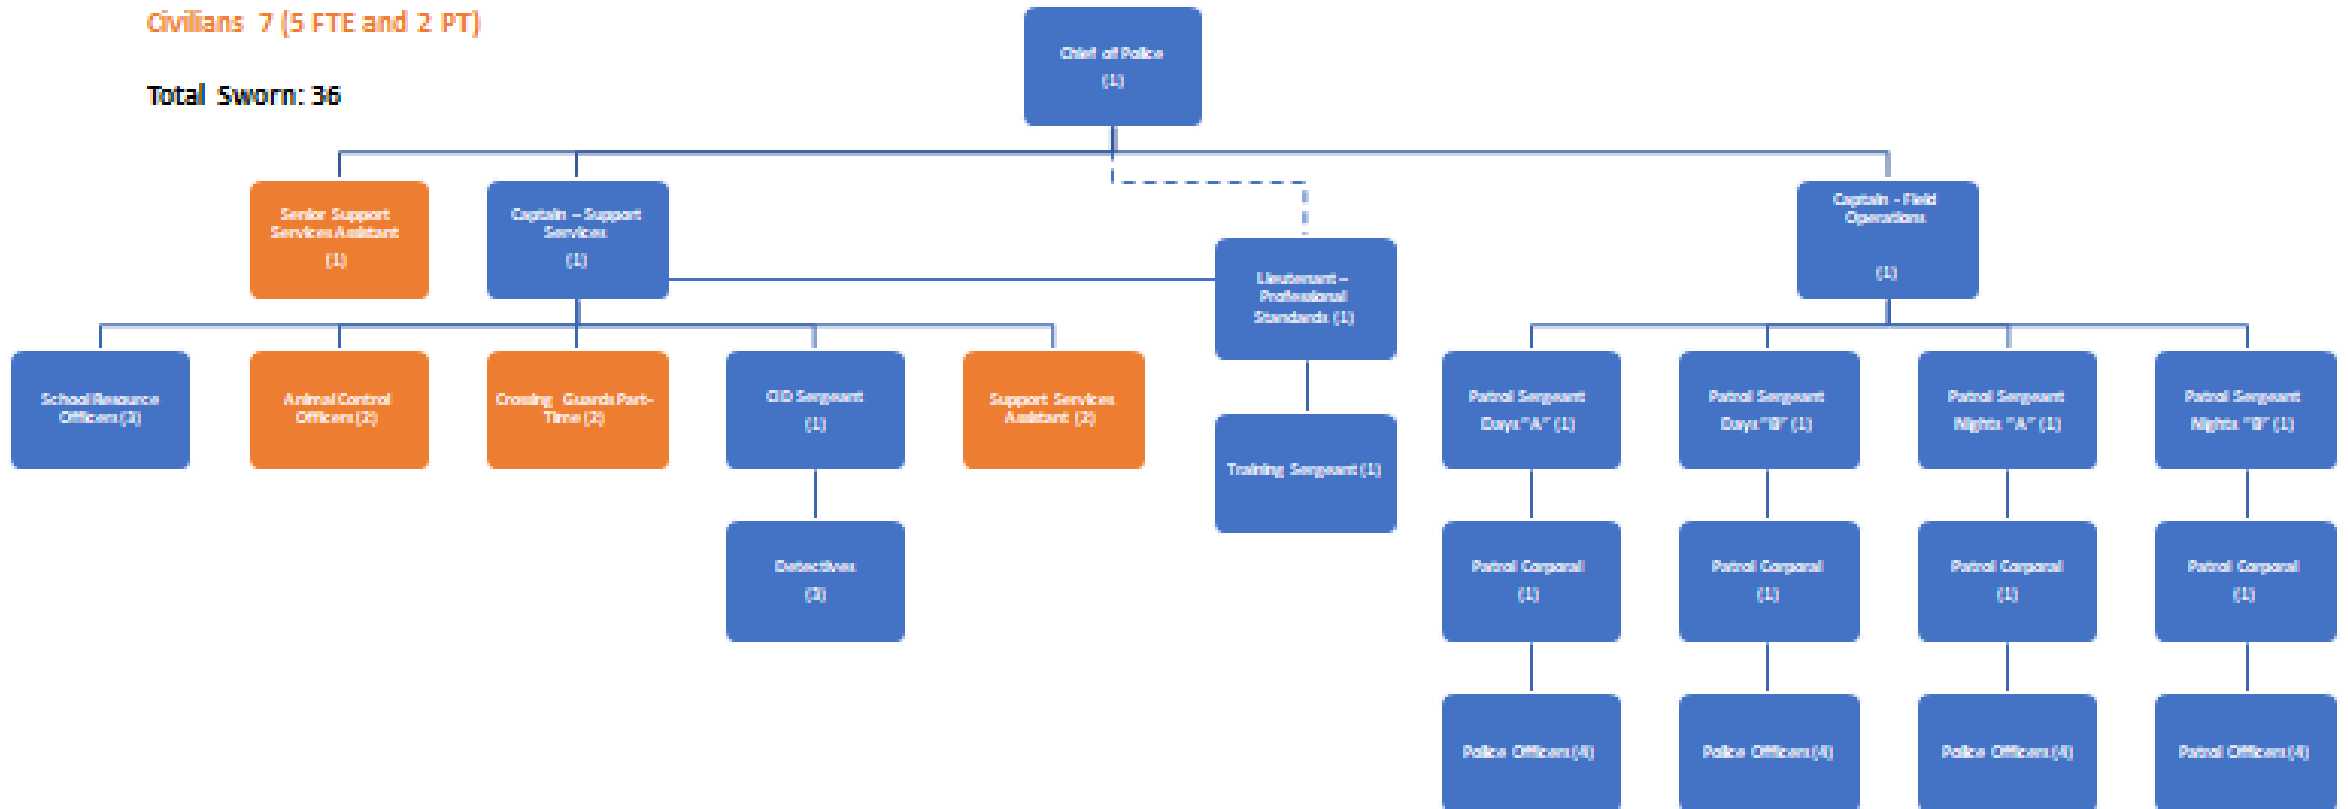 Civilians 7 (5 FTE and 2 PT)
Total Sworn: 36
Chief of Police
(1)
Senior Support
Services Assistant
(1)
Captain – Support
Services
(1)
Lieutenant –
Professional
Standards (1)
Captain - Field
Operations
(1)
School Resource
Officers (3)
Animal Control
Officers (2)
Crossing Guards Part-
Time (2)
CID Sergeant
(1)
Support Services
Assistant (2)
Training Sergeant (1)
Detectives
(3)
Patrol Sergeant
Days "A" (1)
Patrol Sergeant
Days "B" (1)
Patrol Sergeant
Nights "A" (1)
Patrol Sergeant
Nights "B" (1)
Patrol Corporal
(1)
Patrol Corporal
(1)
Patrol Corporal
(1)
Patrol Corporal
(1)
Police Officers (4)
Police Officers (4)
Police Officers (4)
Patrol Officers (4)